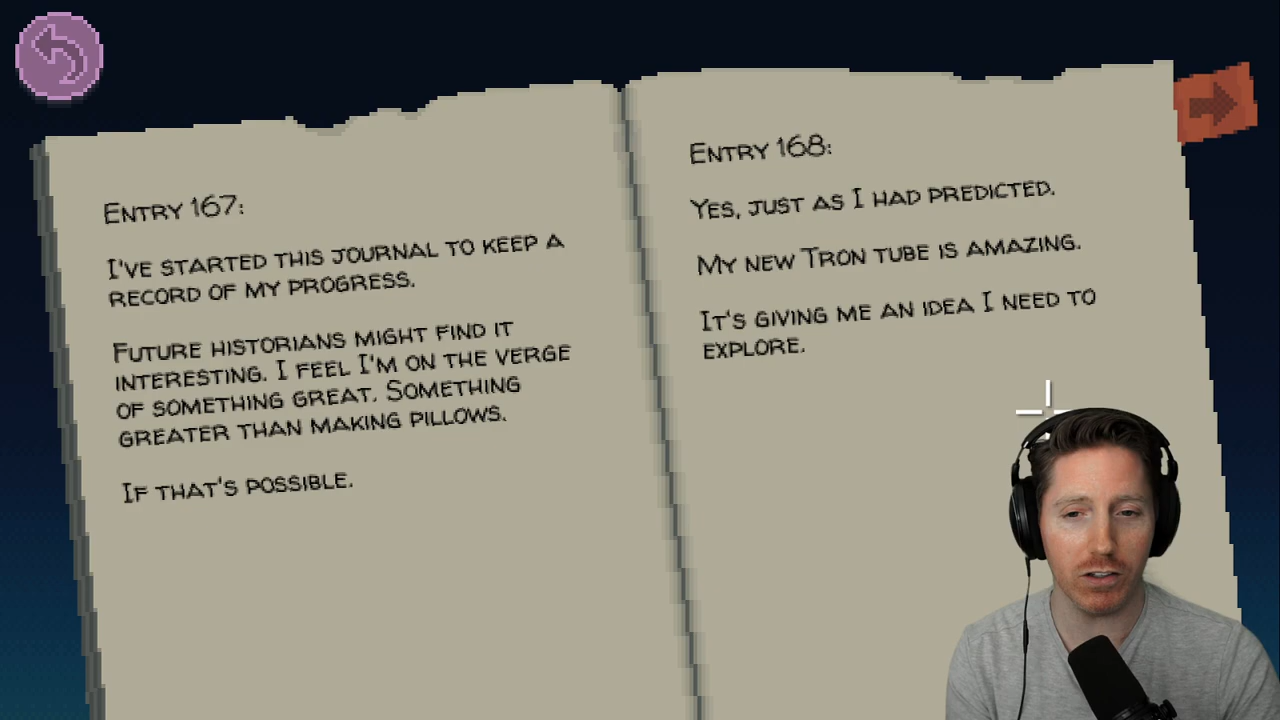 Entry 167:
I've started this journal to keep a
record of my progress.
Future historians might find it
interesting. I feel I'm on the verge
of something great. Something
greater than making pillows.
If that's possible.
Entry 168:
Yes, just as I had predicted.
My new Tron tube is amazing.
It's giving me an idea I need to
explore.